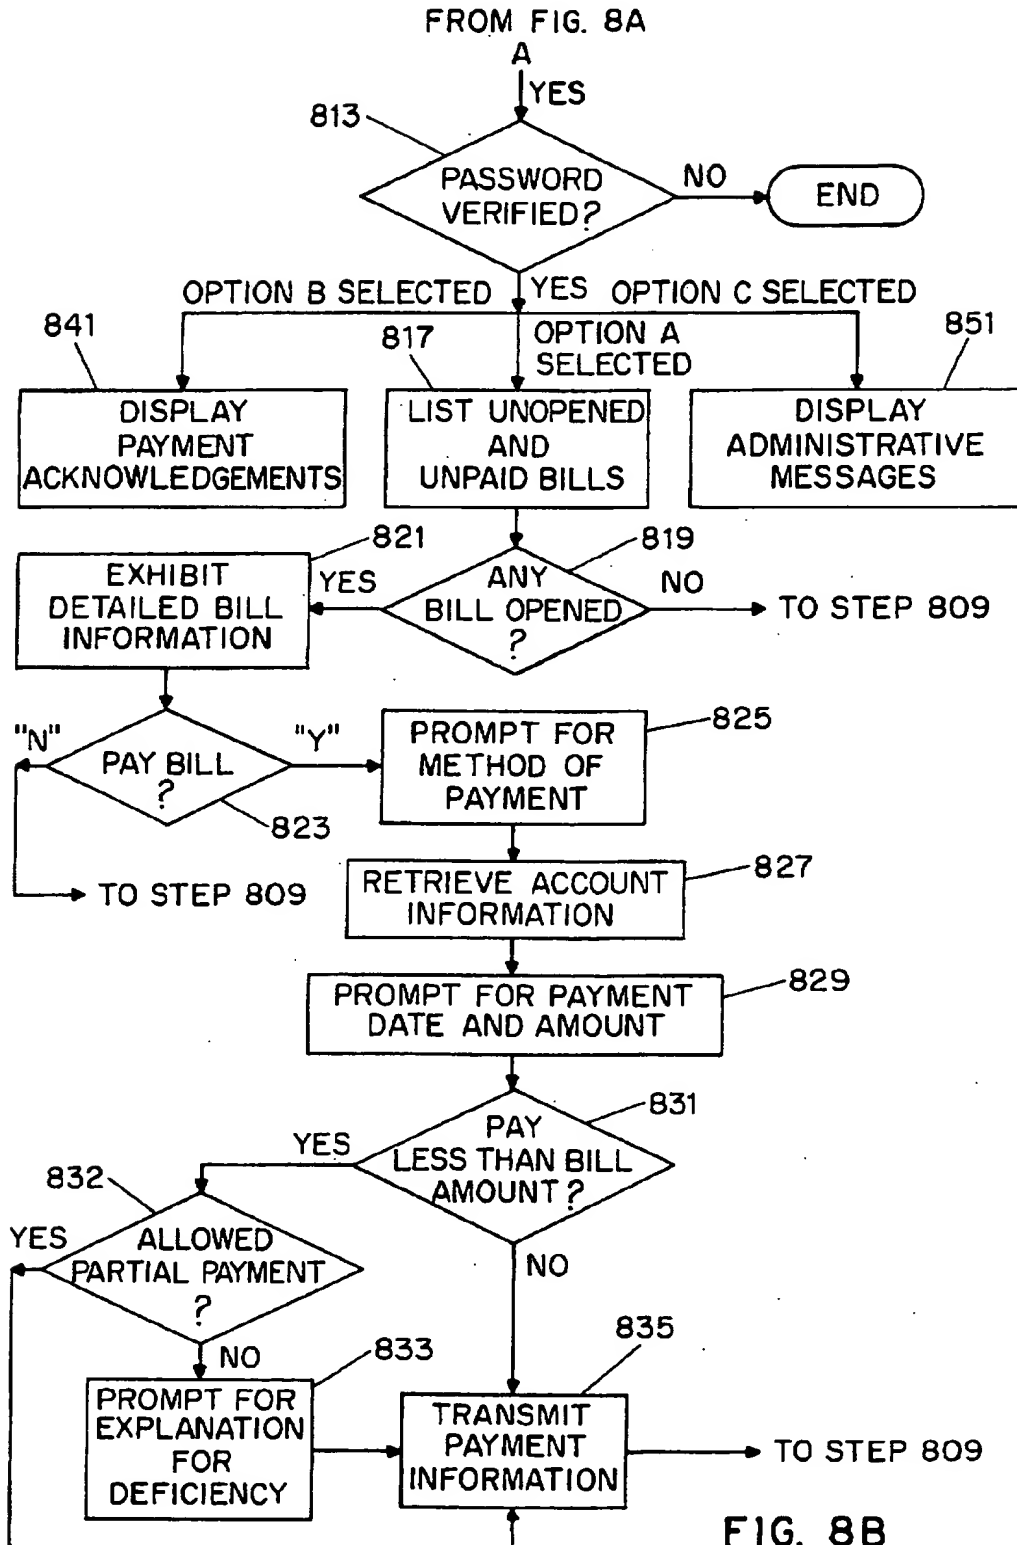 FROM FIG. 8A
A
YES
813
PASSWORD
VERIFIED?
NO
END
YES
OPTION B SELECTED
OPTION C SELECTED
OPTION A
SELECTED
841
817
851
DISPLAY
PAYMENT
ACKNOWLEDGEMENTS
LIST UNOPENED
AND
UNPAID BILLS
DISPLAY
ADMINISTRATIVE
MESSAGES
821
819
EXHIBIT
DETAILED BILL
INFORMATION
YES
ANY
BILL OPENED
?
NO
TO STEP 809
"N"
PAY BILL
?
"Y"
823
PROMPT FOR
METHOD OF
PAYMENT
825
TO STEP 809
RETRIEVE ACCOUNT
INFORMATION
827
PROMPT FOR PAYMENT
DATE AND AMOUNT
829
831
PAY
LESS THAN BILL
AMOUNT?
YES
NO
832
YES
ALLOWED
PARTIAL PAYMENT
?
NO
833
PROMPT FOR
EXPLANATION
FOR
DEFICIENCY
835
TRANSMIT
PAYMENT
INFORMATION
TO STEP 809
FIG. 8B